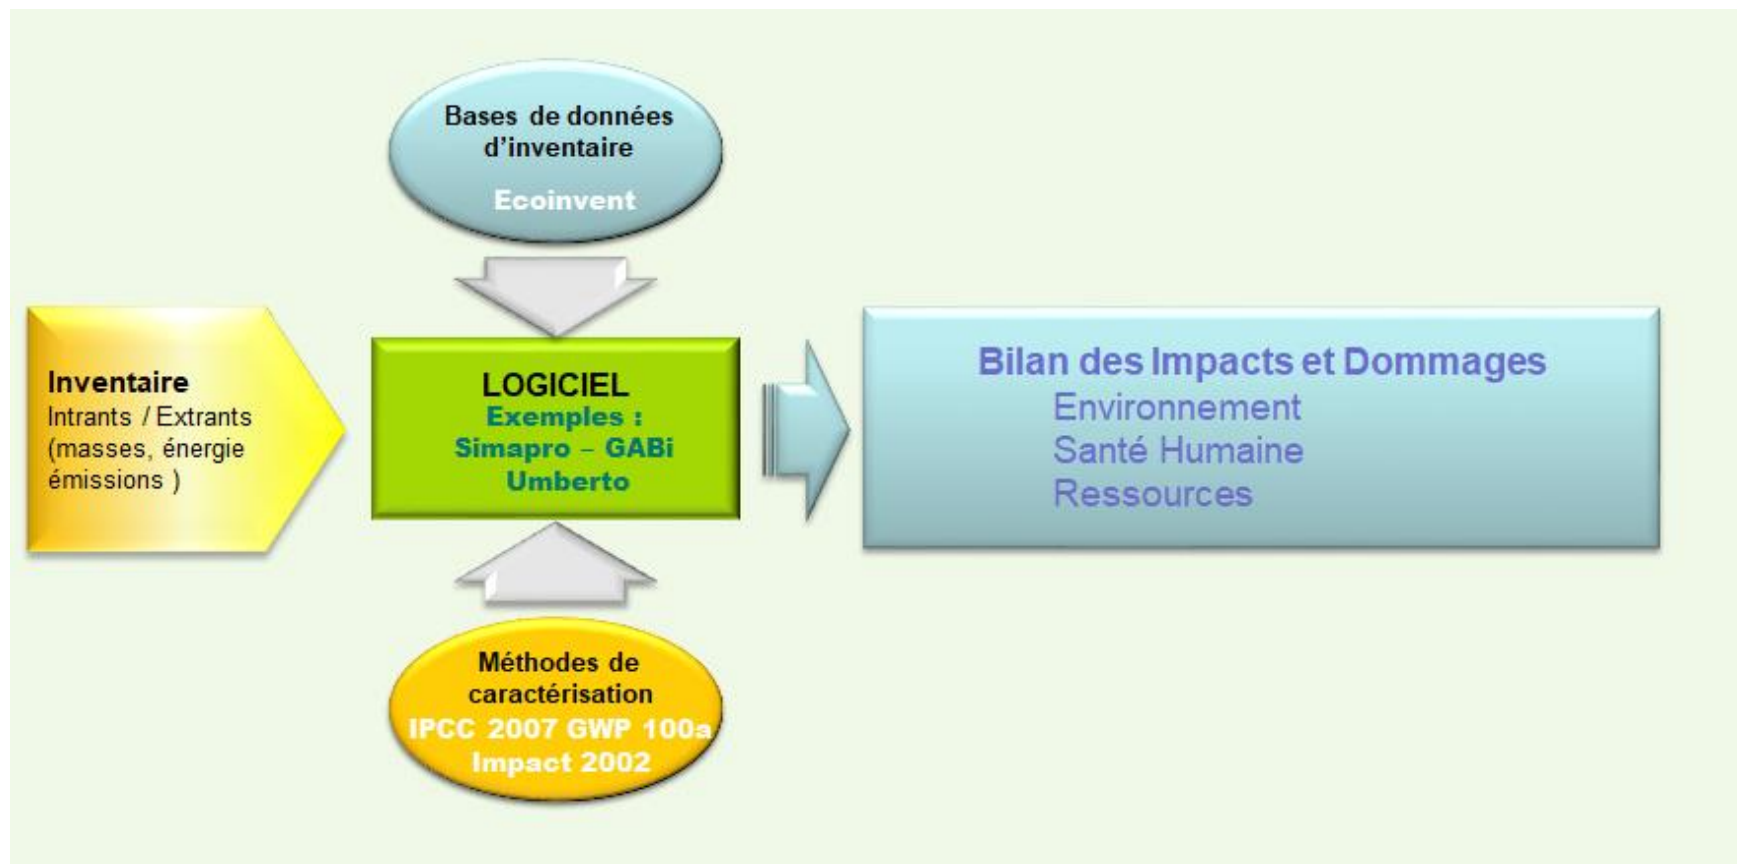 Bases de données
d’inventaire
Ecoinvent
Inventaire
Intrants / Extrants
(masses, énergie
émissions )
LOGICIEL
Exemples :
Simapro – GABi
Umberto
Bilan des Impacts et Dommages
Environnement
Santé Humaine
Ressources
Méthodes de
caractérisation
IPCC 2007 GWP 100a
Impact 2002